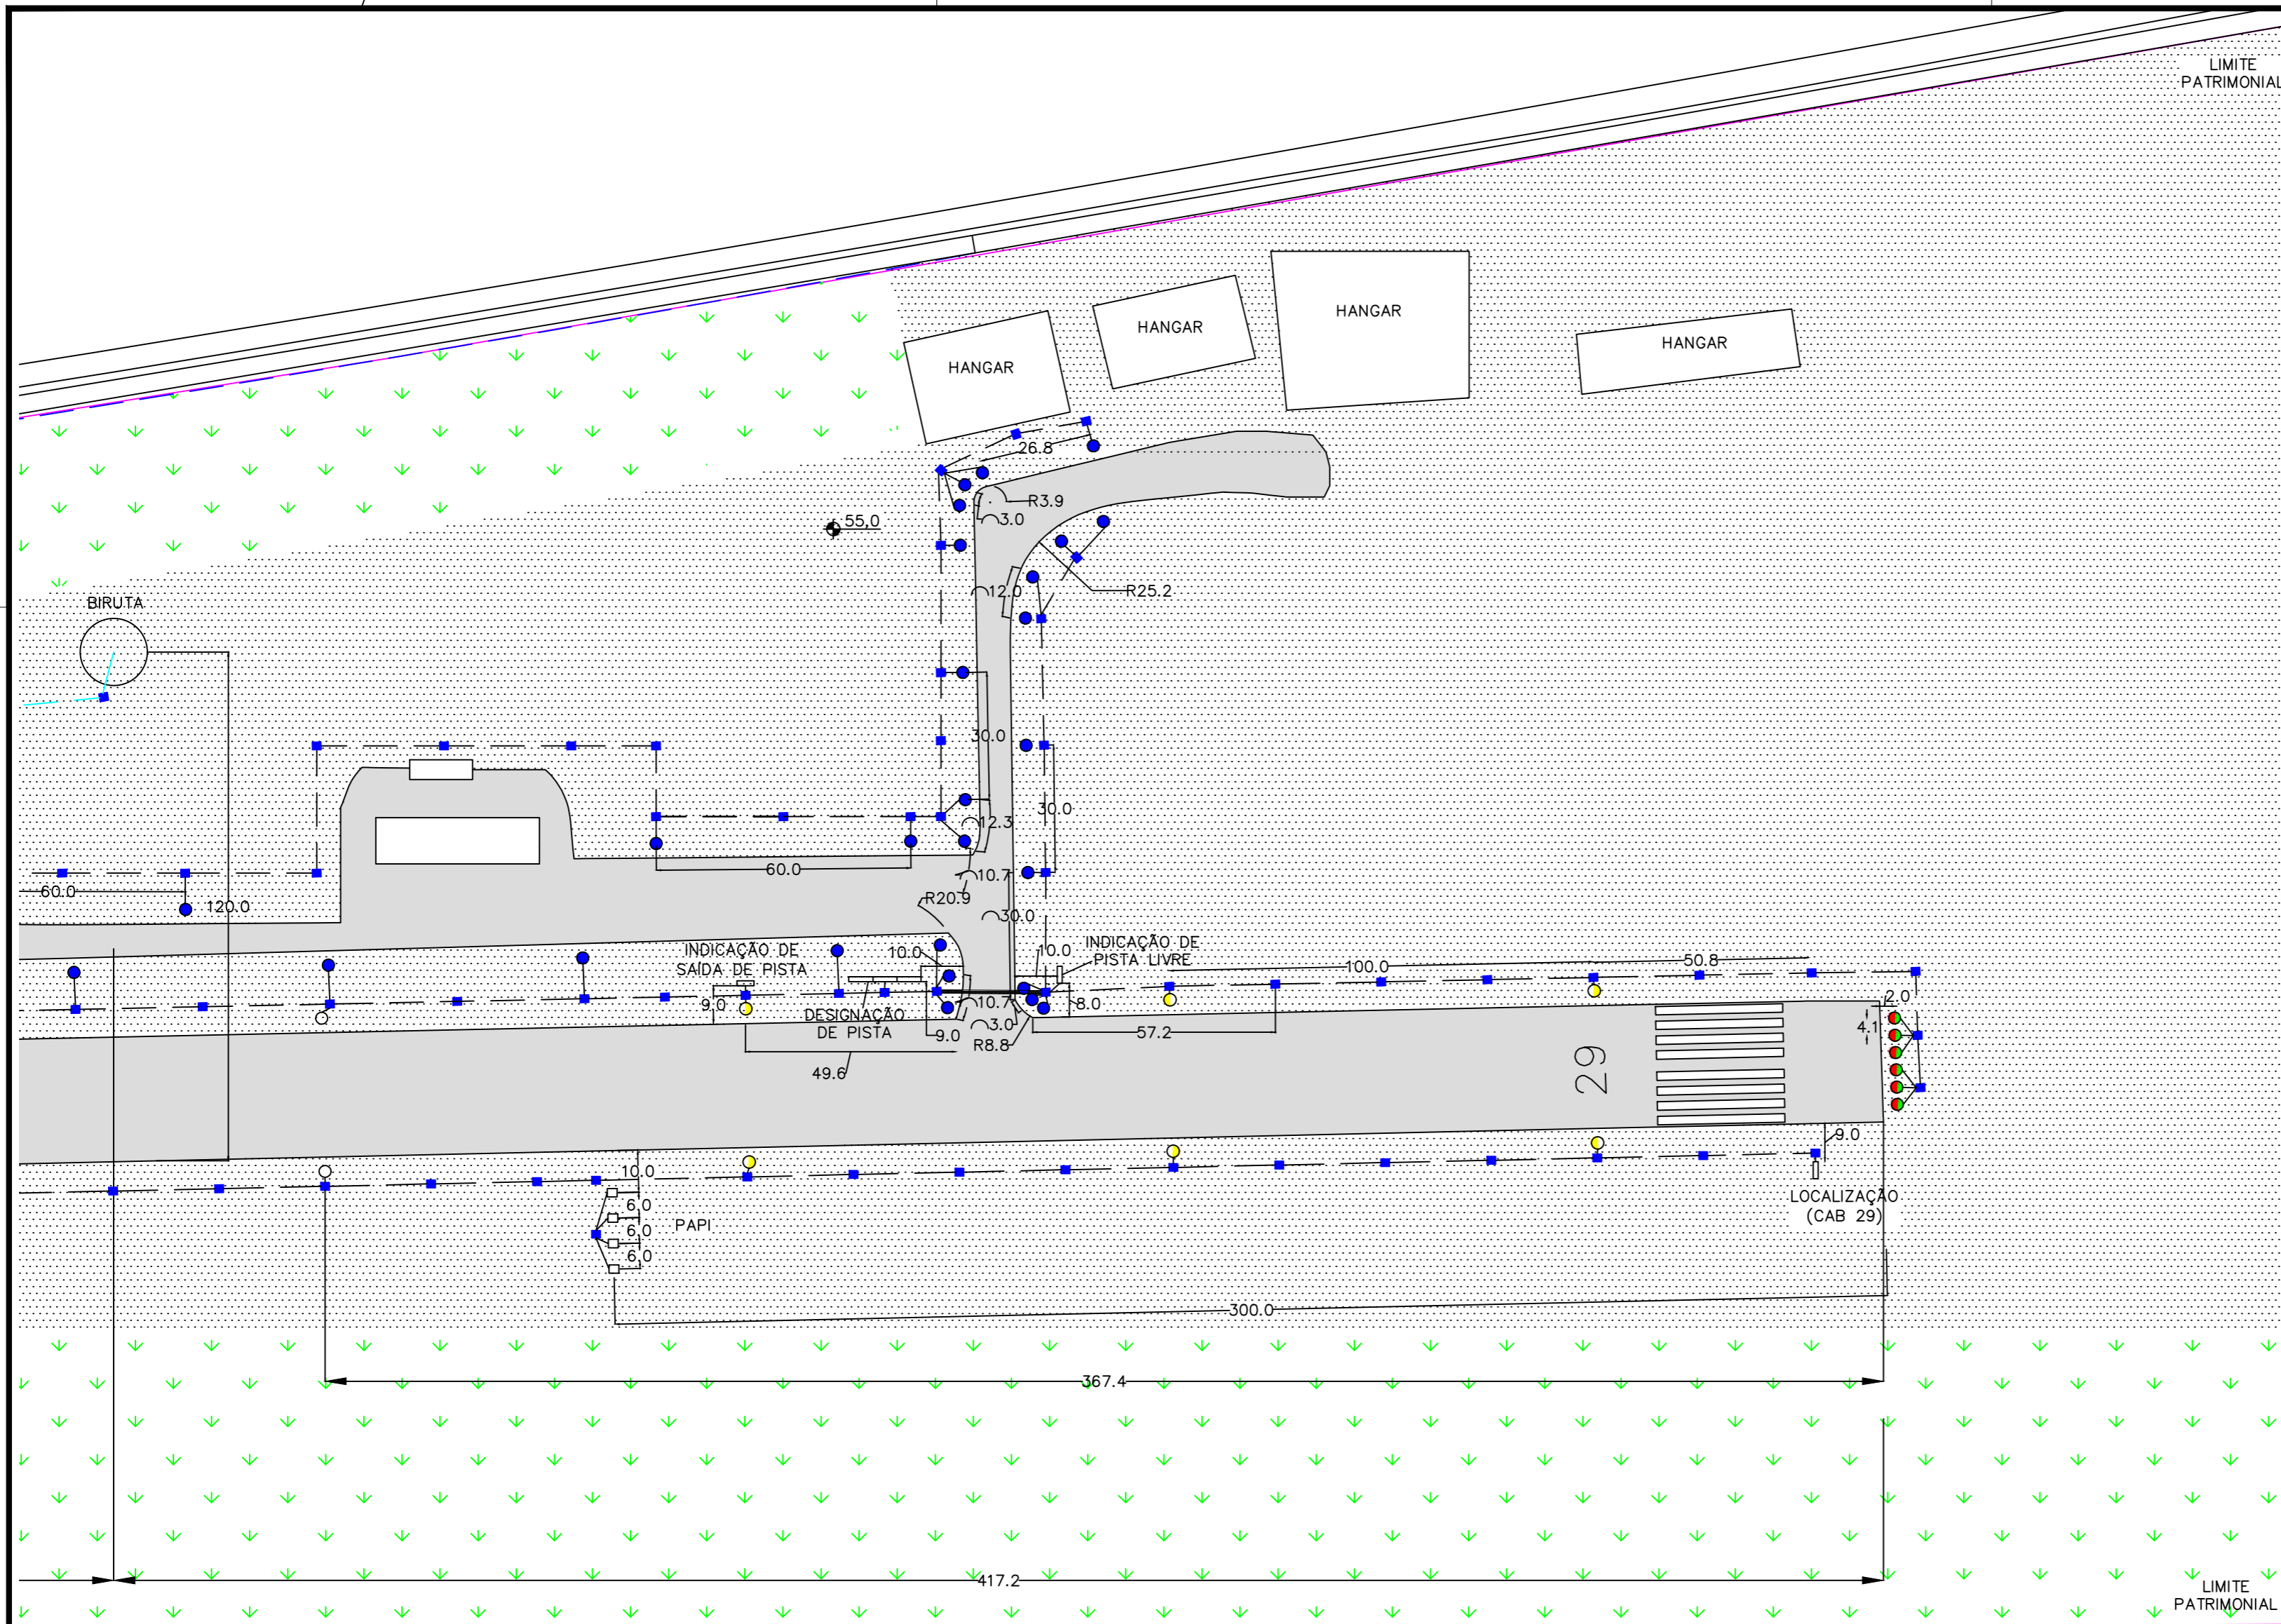 LIMITE
PATRIMONIAL
HANGAR
HANGAR
HANGAR
HANGAR
26.8
R3.9
3.0
55,0
12.0
R25.2
BIRUTA
30.0
30.0
12.3
60.0
10.7
60.0
120.0
R20.9
30.0
INDICAÇÃO DE
SAÍDA DE PISTA
10.0
10.0
INDICAÇÃO DE
PISTA LIVRE
100.0
50.8
9.0
DESIGNAÇÃO
DE PISTA
10.7
8.0
2.0
4.1
9.0
3.0
R8.8
57.2
49.6
29
9.0
10.0
6.0
6.0
6.0
PAPI
LOCALIZAÇÃO
(CAB 29)
300.0
367.4
417.2
LIMITE
PATRIMONIAL